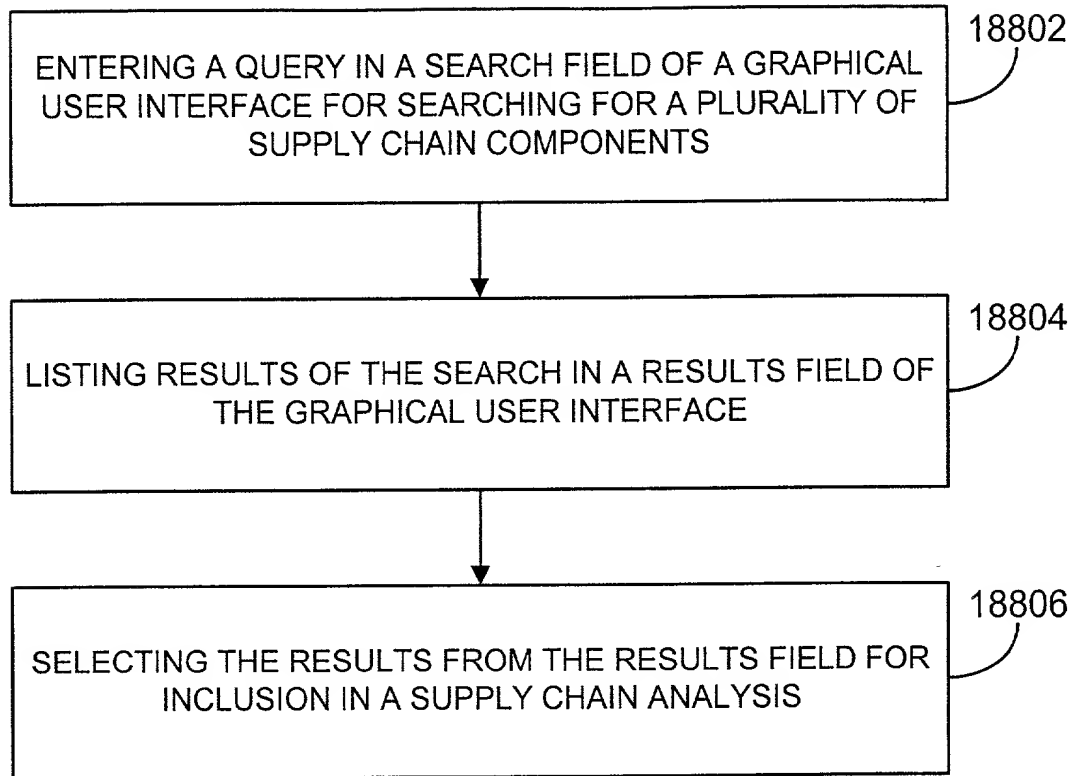 18802
ENTERING A QUERY IN A SEARCH FIELD OF A GRAPHICAL
USER INTERFACE FOR SEARCHING FOR A PLURALITY OF
SUPPLY CHAIN COMPONENTS
18804
LISTING RESULTS OF THE SEARCH IN A RESULTS FIELD OF
THE GRAPHICAL USER INTERFACE
18806
SELECTING THE RESULTS FROM THE RESULTS FIELD FOR
INCLUSION IN A SUPPLY CHAIN ANALYSIS